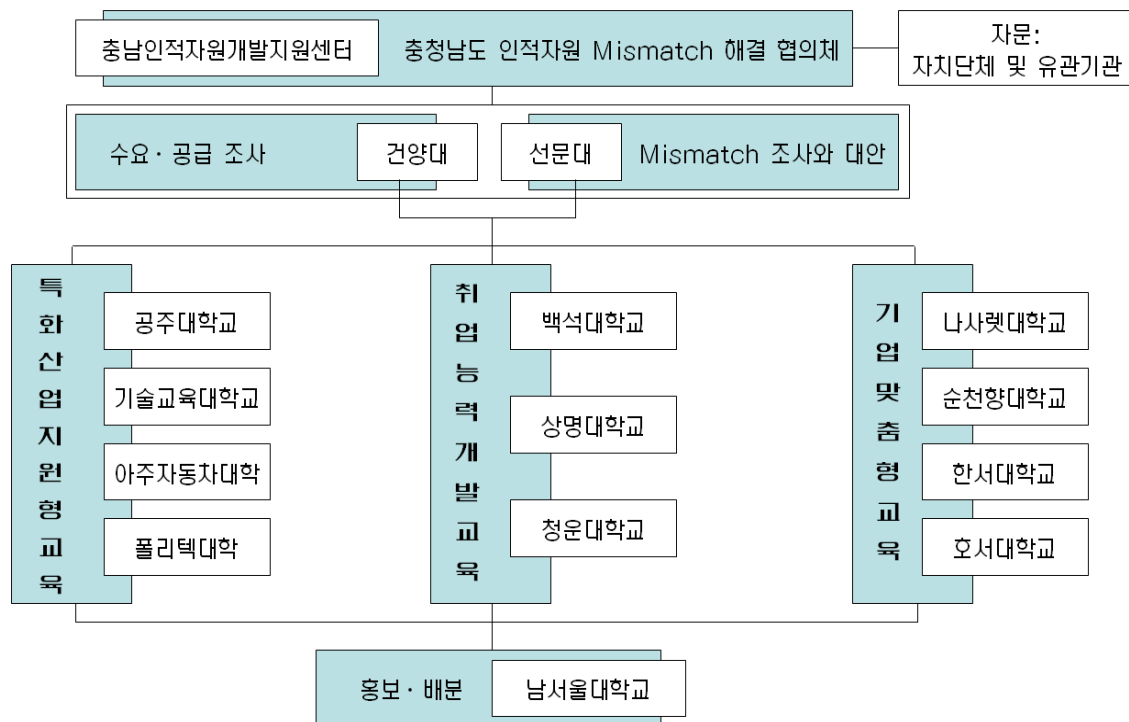 충남인적자원개발지원센터
충청남도 인적자원 Mismatch 해결 협의체
자문:
자치단체 및 유관기관
수요·공급 조사
건양대
선문대
Mismatch 조사와 대안
특화산업지원형교육
공주대학교
기술교육대학교
아주자동차대학
폴리텍대학
취업능력개발교육
백석대학교
상명대학교
청운대학교
기업맞춤형교육
나사렛대학교
순천향대학교
한서대학교
호서대학교
홍보·배분
남서울대학교